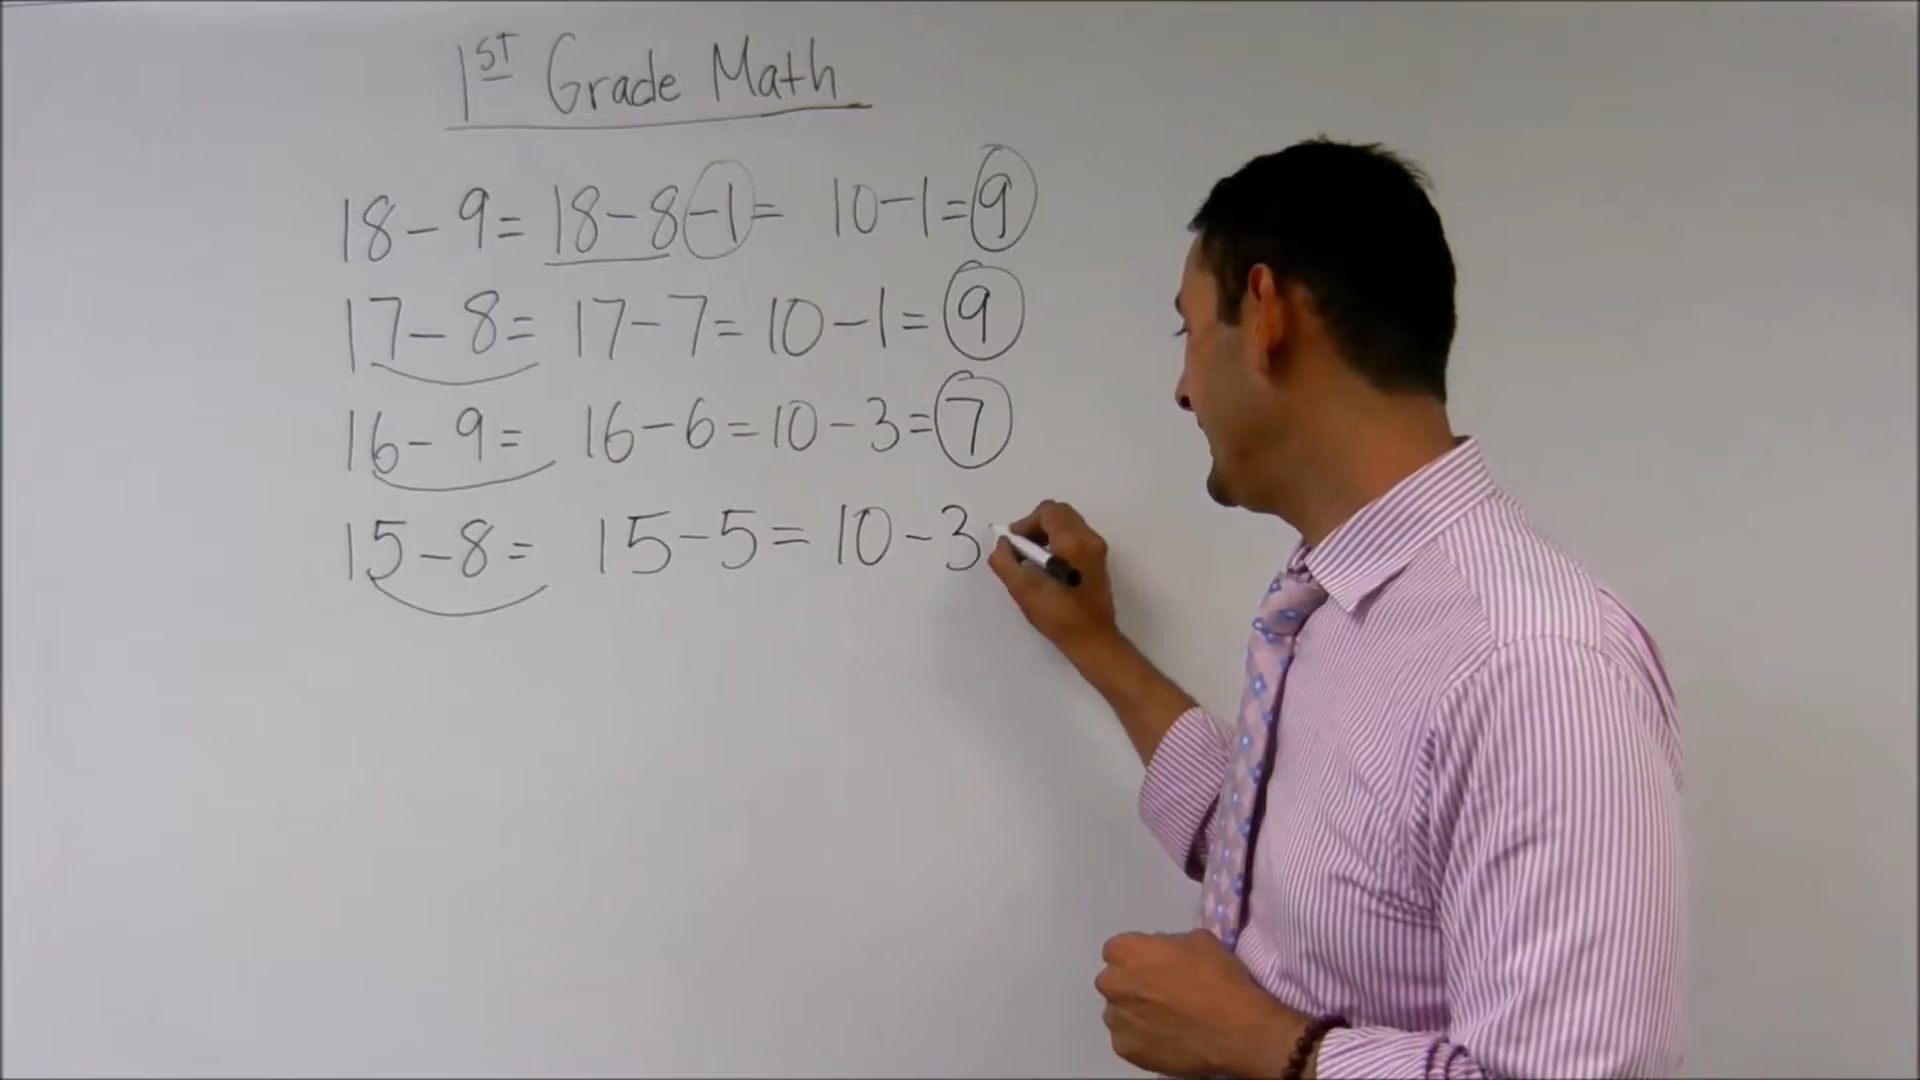 1ST Grade Math
18-9= 18-8-1= 10-1=9
17-8= 17-7=10-1=9
16-9= 16-6=10-3=7
15-8= 15-5=10-3